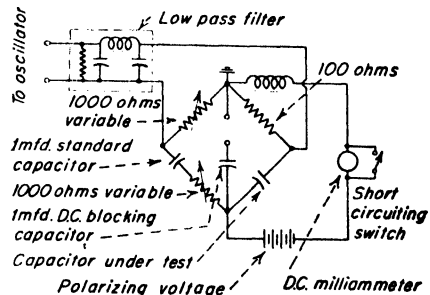 Low pass filter
To oscillator
100 ohms
1000 ohms
variable
1mfd. standard
capacitor
1000 ohms variable
1mfd. D.C. blocking
capacitor
Capacitor under test
Polarizing voltage
Short
circuiting
switch
D.C. milliammeter